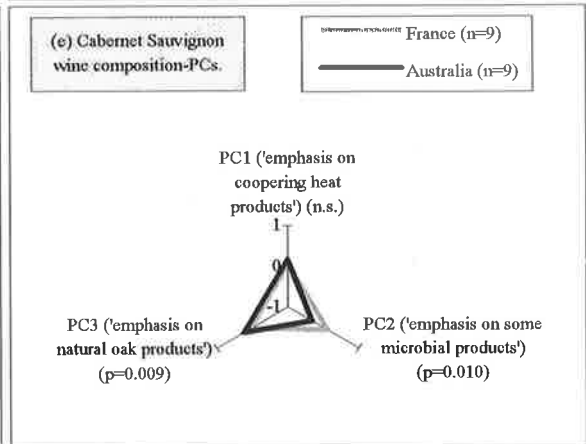 (e) Cabernet Sauvignon
wine composition-PCs.
France (n=9)
Australia (n=9)
PC1 ('emphasis on
coopering heat
products') (n.s.)
1
0
-1
PC3 ('emphasis on
natural oak products')
(p=0.009)
PC2 ('emphasis on some
microbial products')
(p=0.010)